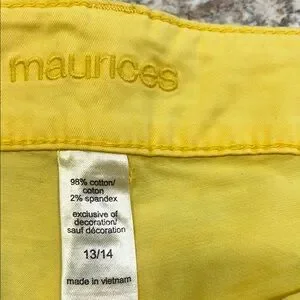 maurices
98% cotton/
coton
2% spandex
exclusive of
decoration/
sauf décoration
13/14
made in vietnam